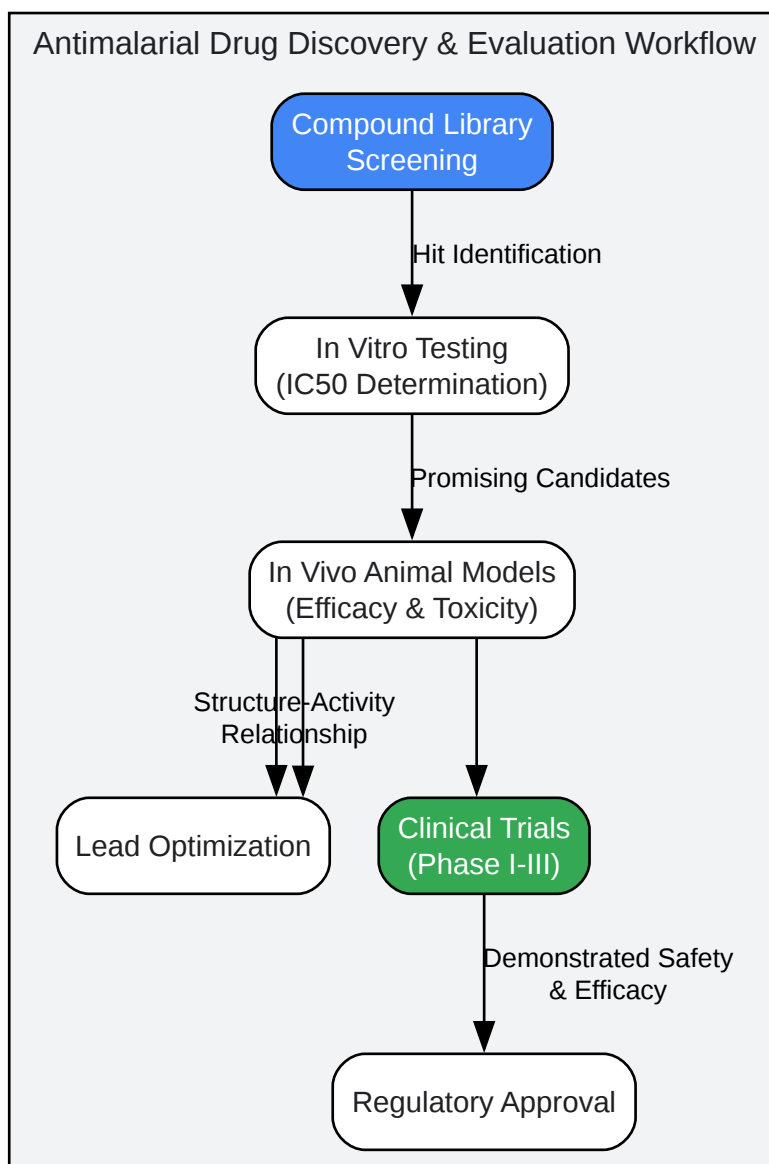 Antimalarial Drug Discovery & Evaluation Workflow
Compound Library
Screening
Hit Identification
In Vitro Testing
(IC50 Determination)
Promising Candidates
In Vivo Animal Models
(Efficacy & Toxicity)
Structure-Activity
Relationship
Lead Optimization
Clinical Trials
(Phase I-III)
Demonstrated Safety
& Efficacy
Regulatory Approval